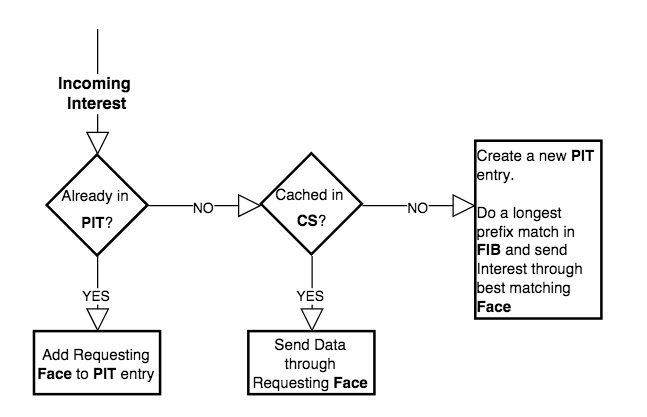 Incoming
Interest
Already in
PIT?
NO
Cached in
CS?
NO
Create a new PIT
entry.
Do a longest
prefix match in
FIB and send
Interest through
best matching
Face
YES
YES
Add Requesting
Face to PIT entry
Send Data
through
Requesting Face